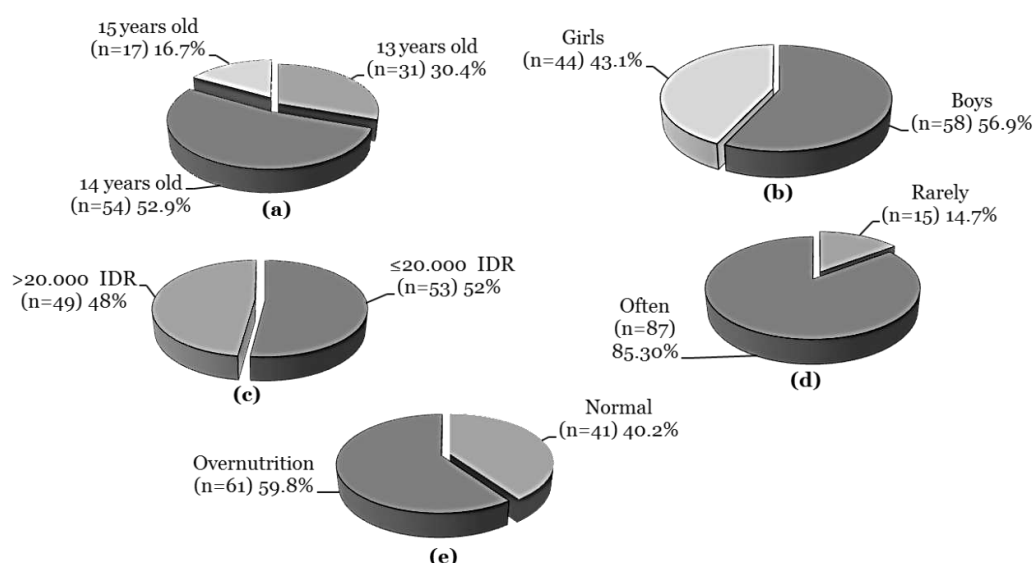 15 years old
(n=17) 16.7%
13 years old
(n=31) 30.4%
14 years old
(n=54) 52.9%
(a)
Girls
(n=44) 43.1%
Boys
(n=58) 56.9%
(b)
>20.000 IDR
(n=49) 48%
≤20.000 IDR
(n=53) 52%
(c)
Rarely
(n=15) 14.7%
Often
(n=87)
85.30%
(d)
Normal
(n=41) 40.2%
Overnutrition
(n=61) 59.8%
(e)